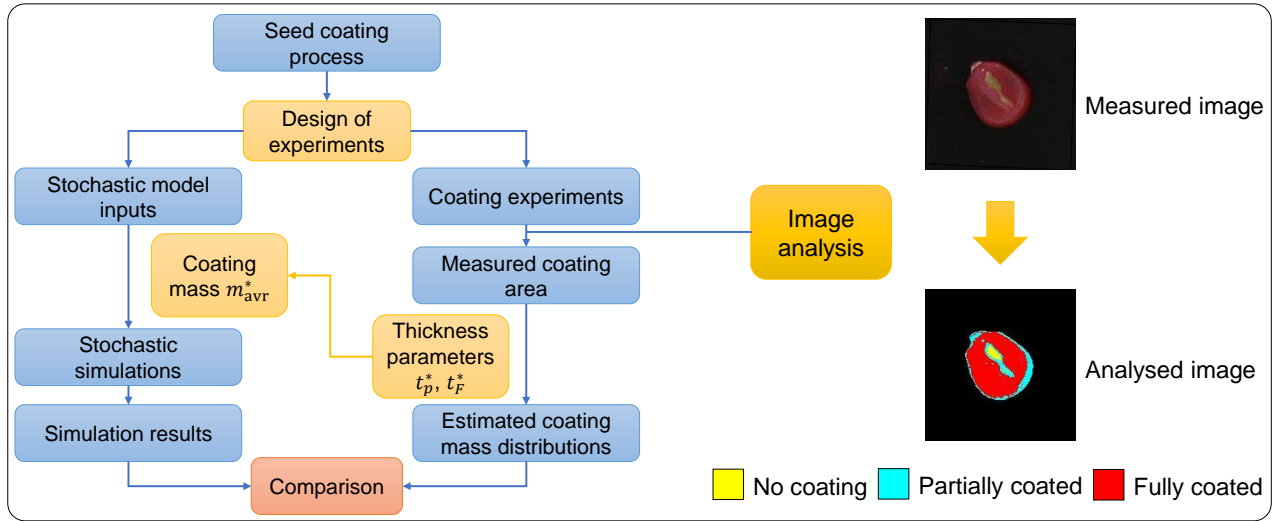 Seed coating
process
Design of
experiments
Stochastic model
inputs
Coating experiments
Image
analysis
Coating
mass m*avr
Measured coating
area
Thickness
parameters
t*p, t*F
Stochastic
simulations
Simulation results
Estimated coating
mass distributions
Comparison
Measured image
Analysed image
No coating
Partially coated
Fully coated